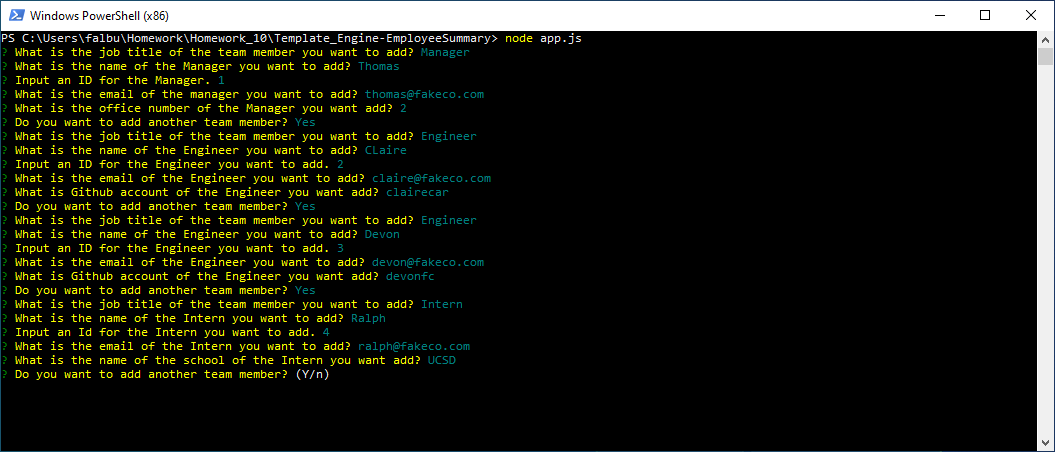 Windows PowerShell (x86)
PS C:\Users\falbu\Homework\Homework_10\Template_Engine-EmployeeSummary> node app.js
? What is the job title of the team member you want to add? Manager
? What is the name of the Manager you want to add? Thomas
? Input an ID for the Manager. 1
? What is the email of the manager you want to add? thomas@fakeco.com
? What is the office number of the Manager you want add? 2
? Do you want to add another team member? Yes
? What is the job title of the team member you want to add? Engineer
? What is the name of the Engineer you want to add? CLaire
? Input an ID for the Engineer you want to add. 2
? What is the email of the Engineer you want to add? claire@fakeco.com
? What is Github account of the Engineer you want add? clairecar
? Do you want to add another team member? Yes
? What is the job title of the team member you want to add? Engineer
? What is the name of the Engineer you want to add? Devon
? Input an ID for the Engineer you want to add. 3
? What is the email of the Engineer you want to add? devon@fakeco.com
? What is Github account of the Engineer you want add? devonfc
? Do you want to add another team member? Yes
? What is the job title of the team member you want to add? Intern
? What is the name of the Intern you want to add? Ralph
? Input an Id for the Intern you want to add. 4
? What is the email of the Intern you want to add? ralph@fakeco.com
? What is the name of the school of the Intern you want add? UCSD
? Do you want to add another team member? (Y/n)